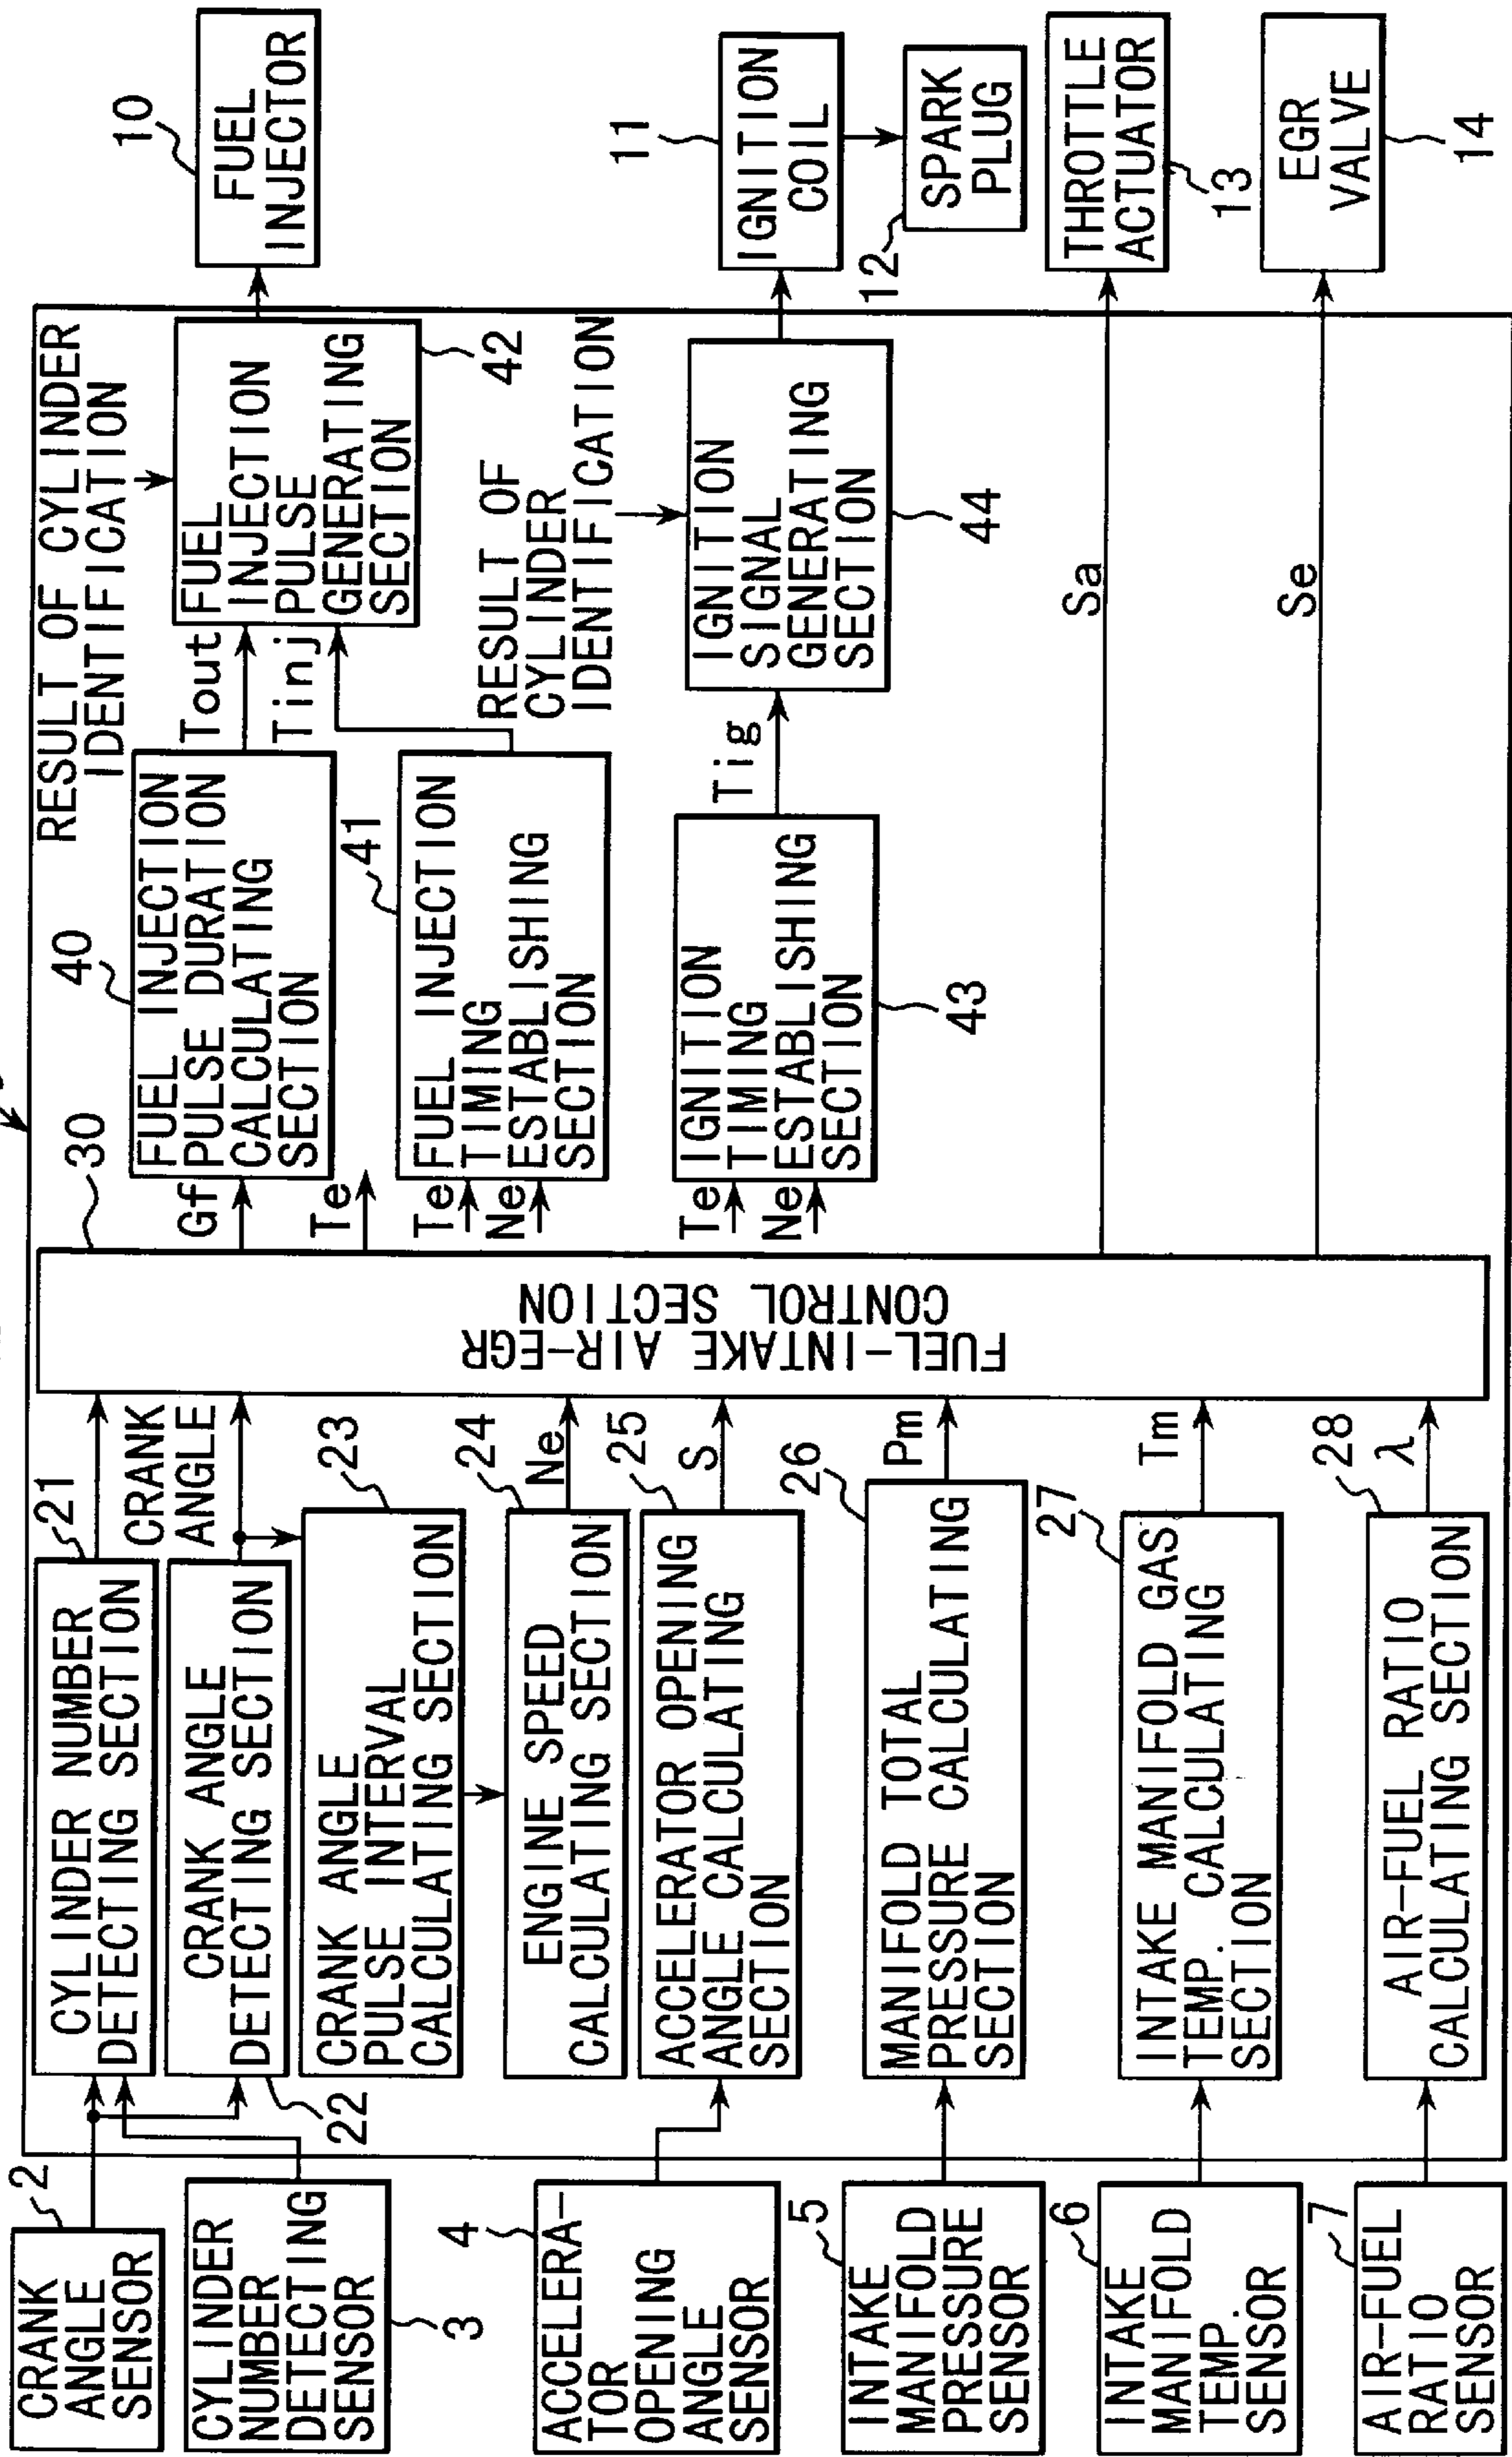 2
CRANK
ANGLE
SENSOR
CYLINDER
NUMBER
DETECTING
SENSOR
3
4
ACCELERA-
TOR
OPENING
ANGLE
SENSOR
5
INTAKE
MANIFOLD
PRESSURE
SENSOR
6
INTAKE
MANIFOLD
TEMP.
SENSOR
7
AIR-FUEL
RATIO
SENSOR
21
CYLINDER NUMBER
DETECTING SECTION
CRANK
ANGLE
CRANK ANGLE
DETECTING SECTION
22
23
CRANK ANGLE
PULSE INTERVAL
CALCULATING SECTION
24
Ne
ENGINE SPEED
CALCULATING SECTION
25
S
ACCELERATOR OPENING
ANGLE CALCULATING
SECTION
26
Pm
MANIFOLD TOTAL
PRESSURE CALCULATING
SECTION
27
Tm
INTAKE MANIFOLD GAS
TEMP. CALCULATING
SECTION
28
λ
AIR-FUEL RATIO
CALCULATING SECTION
30
FUEL-INTAKE AIR-EGR
CONTROL SECTION
Gf
Te
40
FUEL INJECTION
PULSE DURATION
CALCULATING
SECTION
Tout
Tinj
41
Te
Ne
FUEL INJECTION
TIMING
ESTABLISHING
SECTION
Te
Ne
IGNITION
TIMING
ESTABLISHING
SECTION
43
Tig
RESULT OF CYLINDER
IDENTIFICATION
FUEL
INJECTION
PULSE
GENERATING
SECTION
42
RESULT OF
CYLINDER
IDENTIFICATION
IGNITION
SIGNAL
GENERATING
SECTION
44
Sa
Se
10
FUEL
INJECTOR
11
IGNITION
COIL
12
SPARK
PLUG
THROTTLE
ACTUATOR
13
EGR
VALVE
14